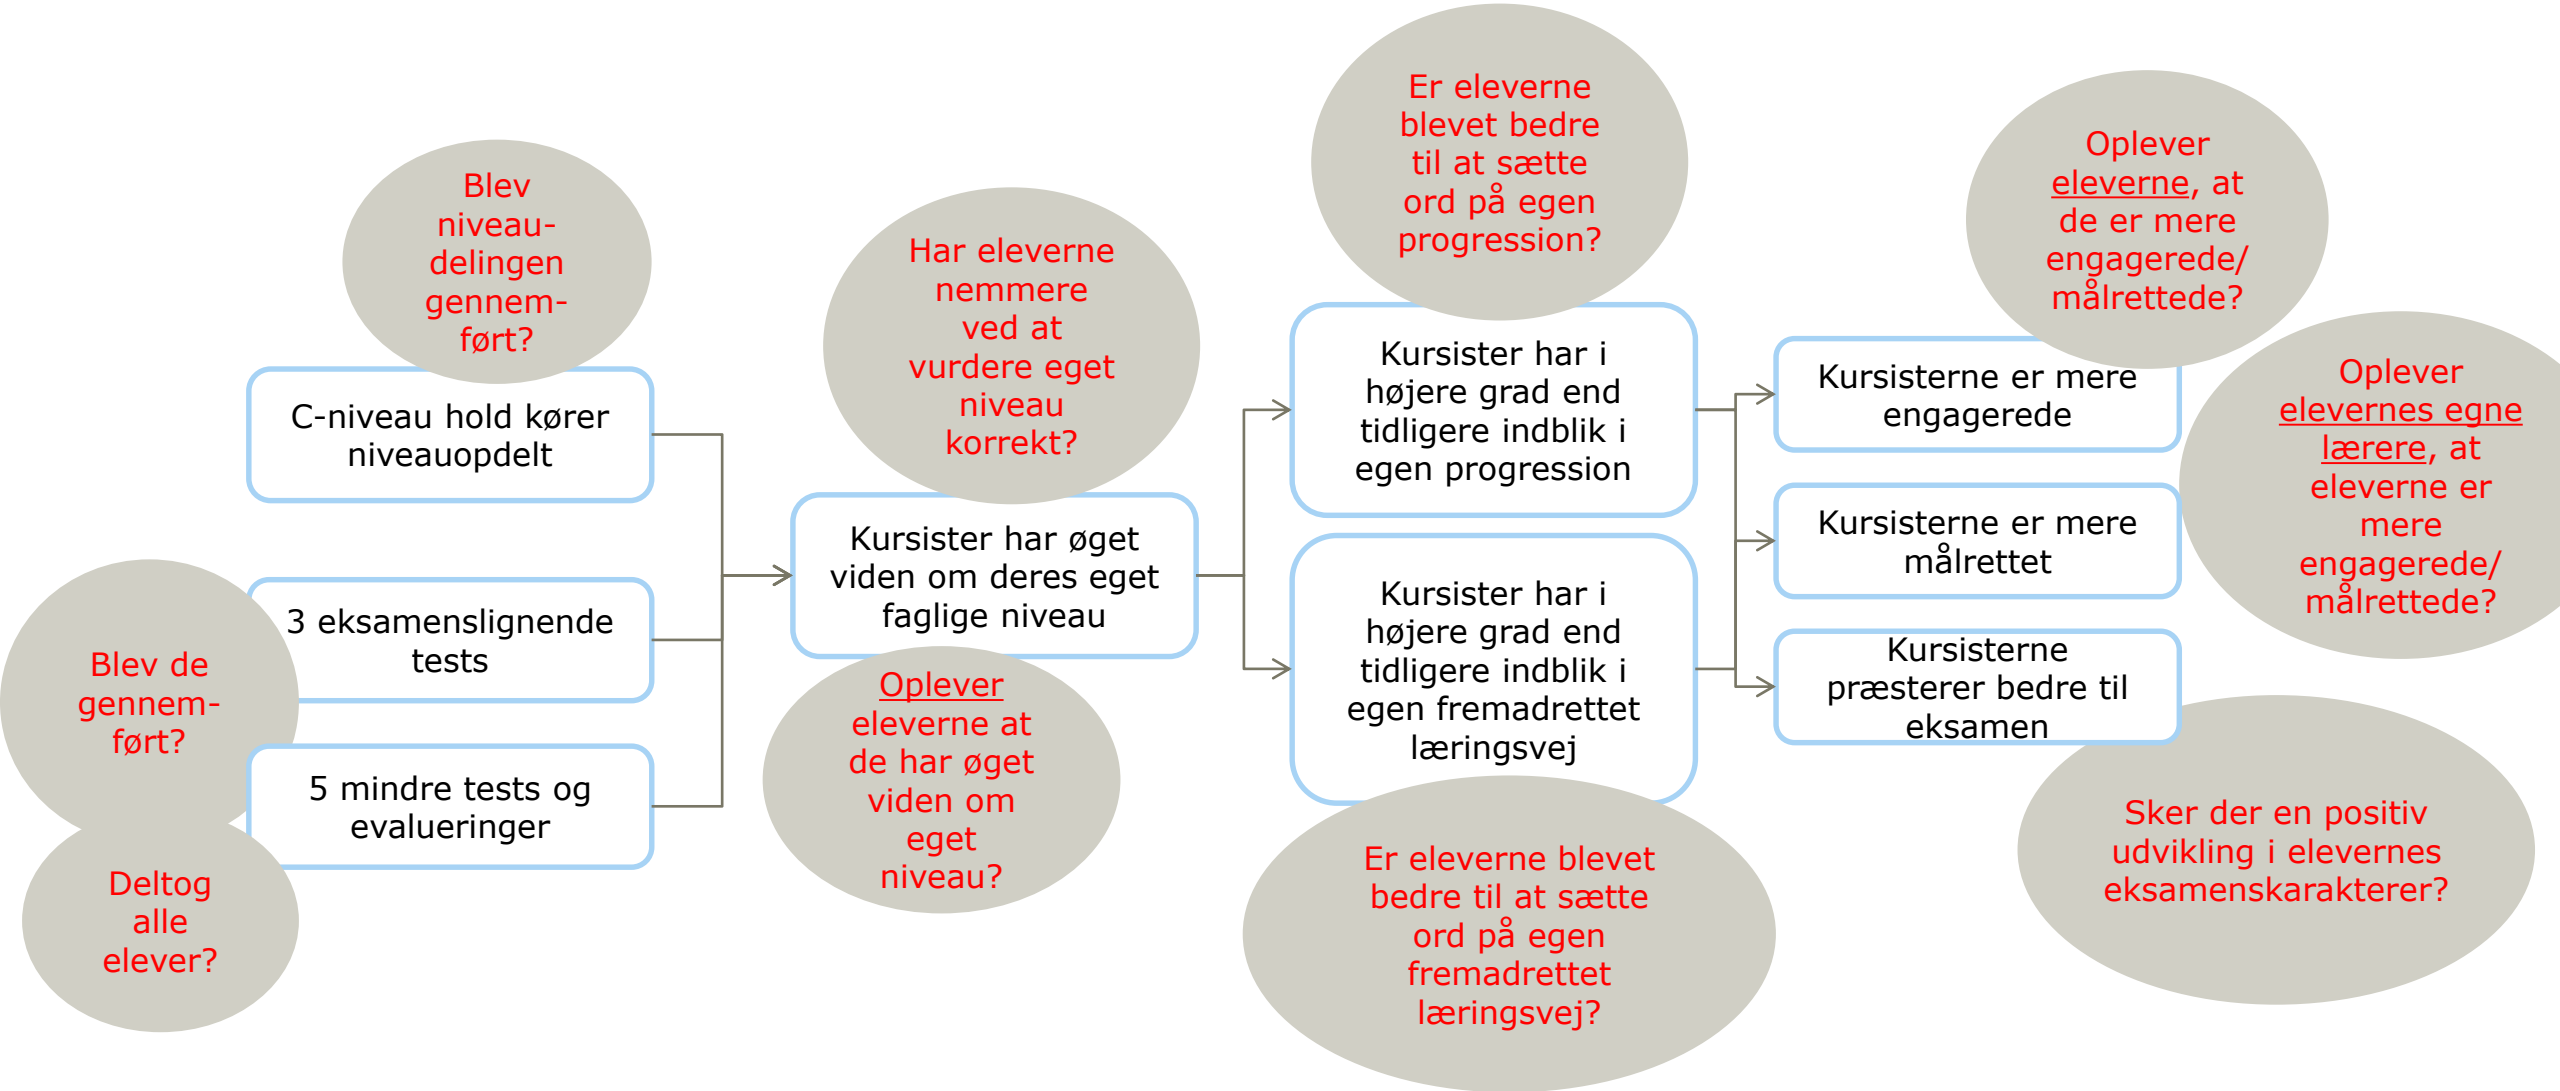 Blev
niveau-
delingen
gennem-
ført?
C-niveau hold kører
niveauopdelt
3 eksamenslignende
tests
Blev de
gennem-
ført?
5 mindre tests og
evalueringer
Deltog
alle
elever?
Har eleverne
nemmere
ved at
vurdere eget
niveau
korrekt?
Kursister har øget
viden om deres eget
faglige niveau
Oplever
eleverne at
de har øget
viden om
eget
niveau?
Er eleverne
blevet bedre
til at sætte
ord på egen
progression?
Kursister har i
højere grad end
tidligere indblik i
egen progression
Kursister har i
højere grad end
tidligere indblik i
egen fremadrettet
læringsvej
Er eleverne blevet
bedre til at sætte
ord på egen
fremadrettet
læringsvej?
Oplever
eleverne, at
de er mere
engagerede/
målrettede?
Kursisterne er mere
engagerede
Kursisterne er mere
målrettet
Oplever
elevernes egne
lærere, at
eleverne er
mere
engagerede/
målrettede?
Kursisterne
præsterer bedre til
eksamen
Sker der en positiv
udvikling i elevernes
eksamenskarakterer?